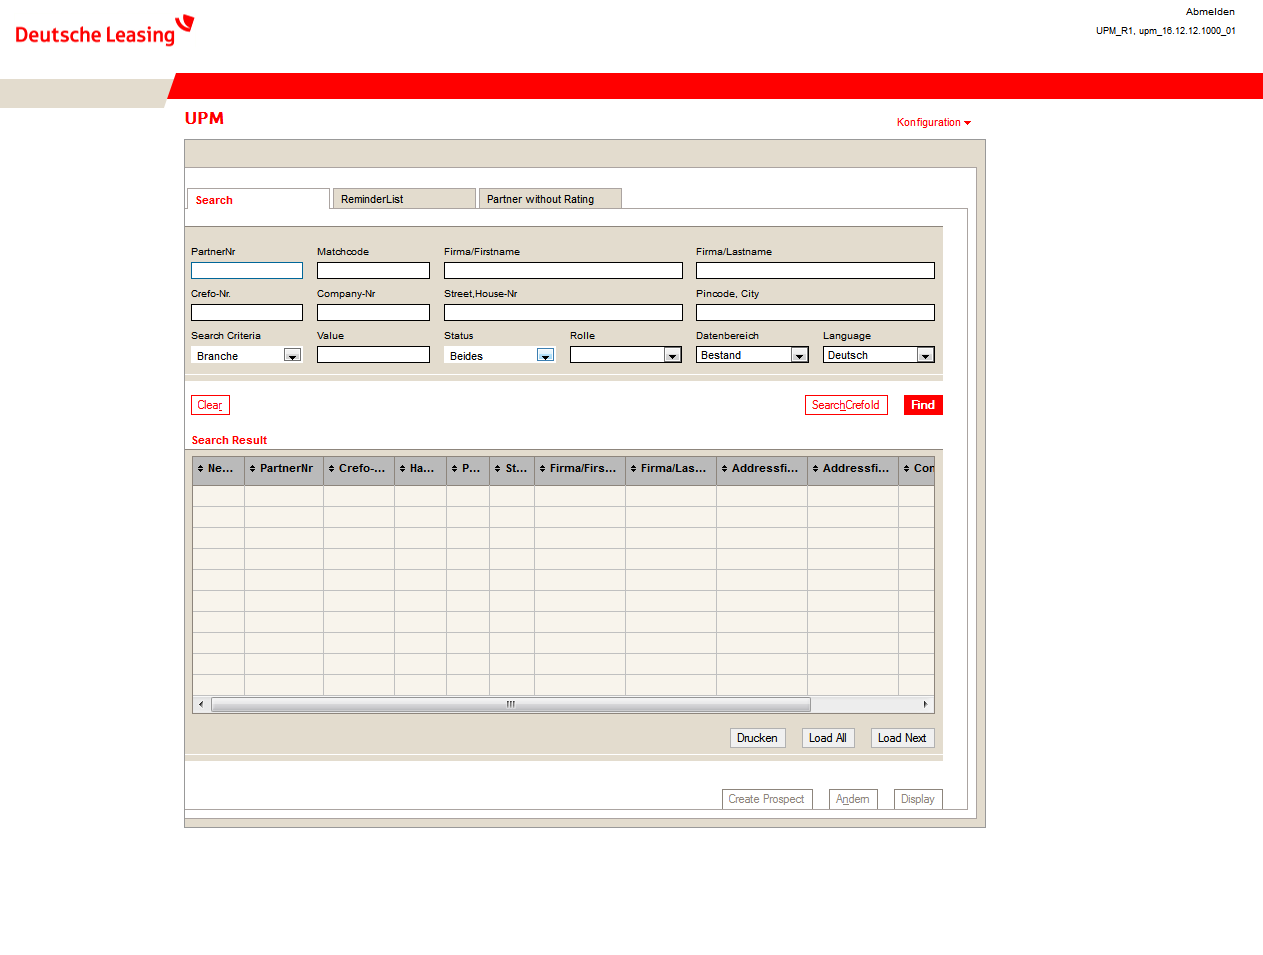 Deutsche Leasing
Abmelden
UPM_R1, upm_16.12.12.1000_01
UPM
Konfiguration
Search
ReminderList
Partner without Rating
PartnerNr
Matchcode
Firma/Firstname
Firma/Lastname
Crefo-Nr.
Company-Nr
Street,House-Nr
Pincode, City
Search Criteria
Value
Status
Rolle
Datenbereich
Language
Branche
Beides
Bestand
Deutsch
Clear
SearchCrefoId
Find
Search Result
Ne... PartnerNr Crefo-... Ha... P... St... Firma/Firs... Firma/Las... Addressfi... Addressfi... Con
Drucken
Load All
Load Next
Create Prospect
Andern
Display